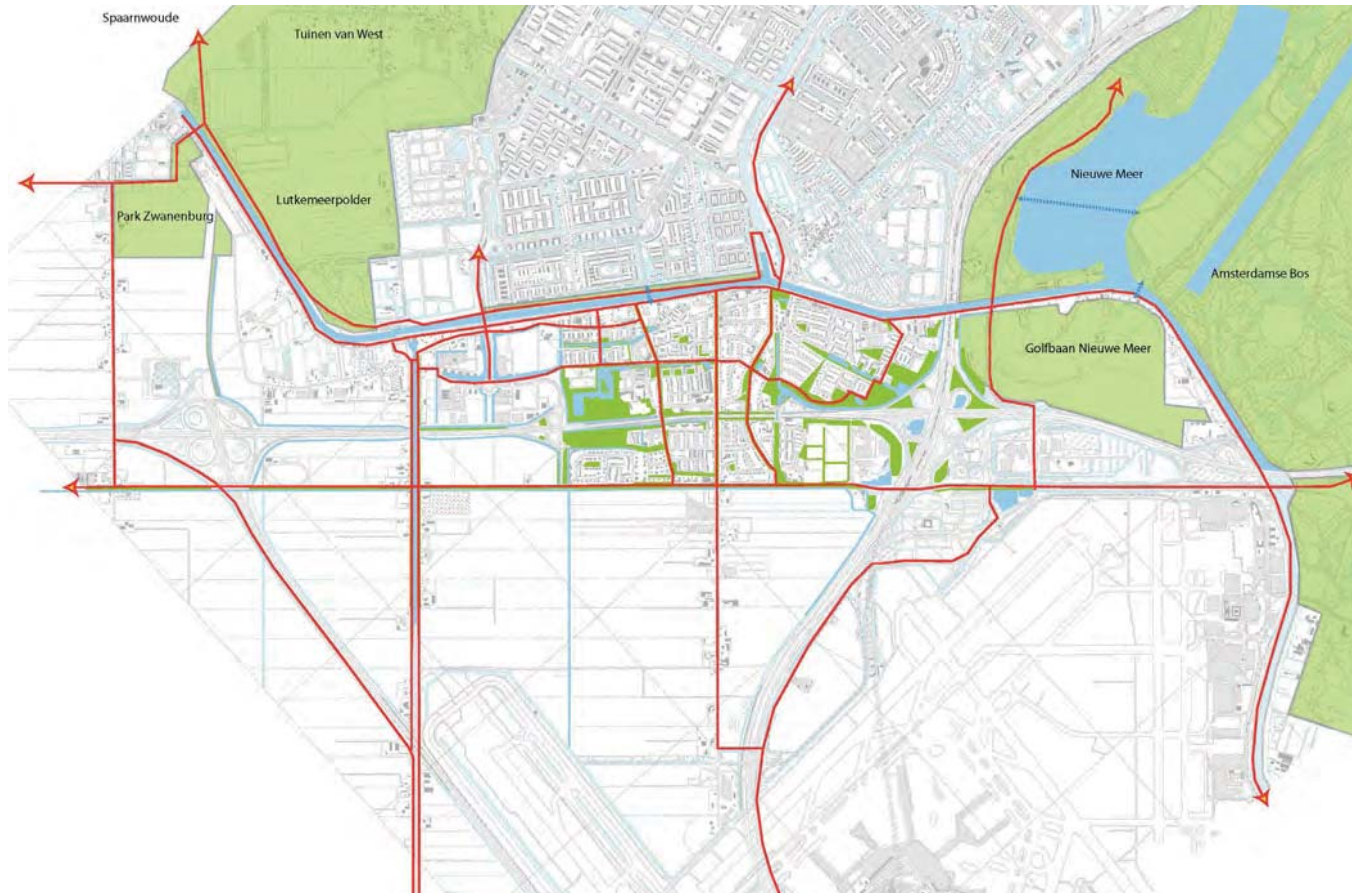 Spaarnwoude
Tuinen van West
Nieuwe Meer
Lutkemeerpolder
Park Zwanenburg
Amsterdamse Bos
Golfbaan Nieuwe Meer